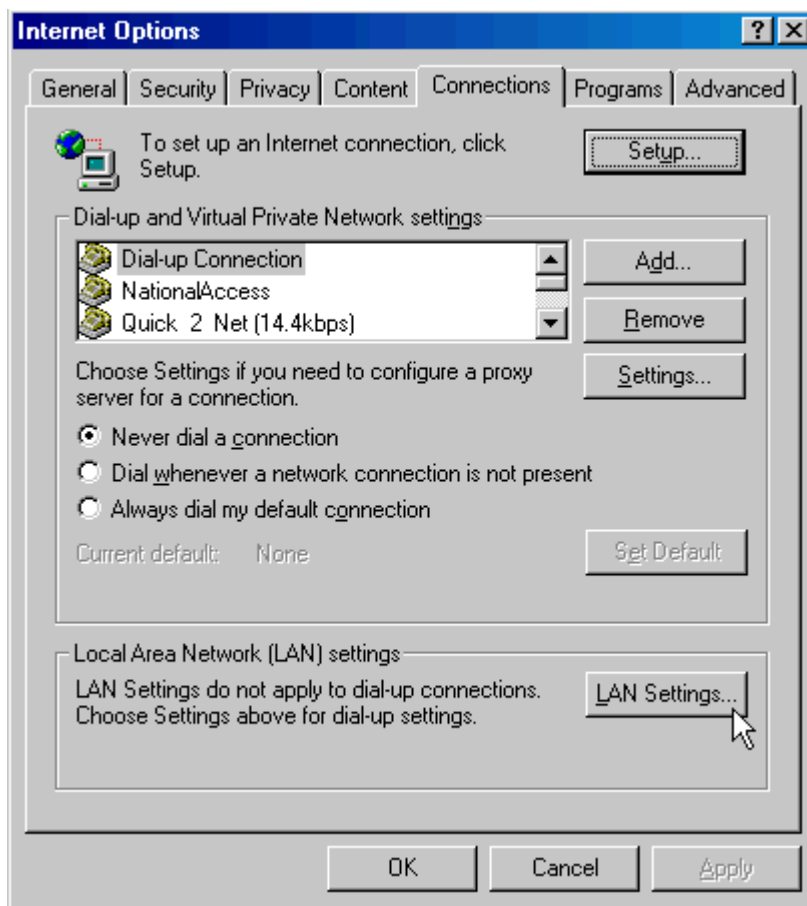 Internet Options
General Security Privacy Content Connections Programs Advanced
To set up an Internet connection, click
Setup.
Setup...
Dial-up and Virtual Private Network settings
Dial-up Connection
NationalAccess
Quick 2 Net (14.4kbps)
Add...
Remove
Choose Settings if you need to configure a proxy
server for a connection.
Settings...
Never dial a connection
Dial whenever a network connection is not present
Always dial my default connection
Current default: None
Set Default
Local Area Network (LAN) settings
LAN Settings do not apply to dial-up connections.
Choose Settings above for dial-up settings.
LAN Settings...
OK Cancel Apply